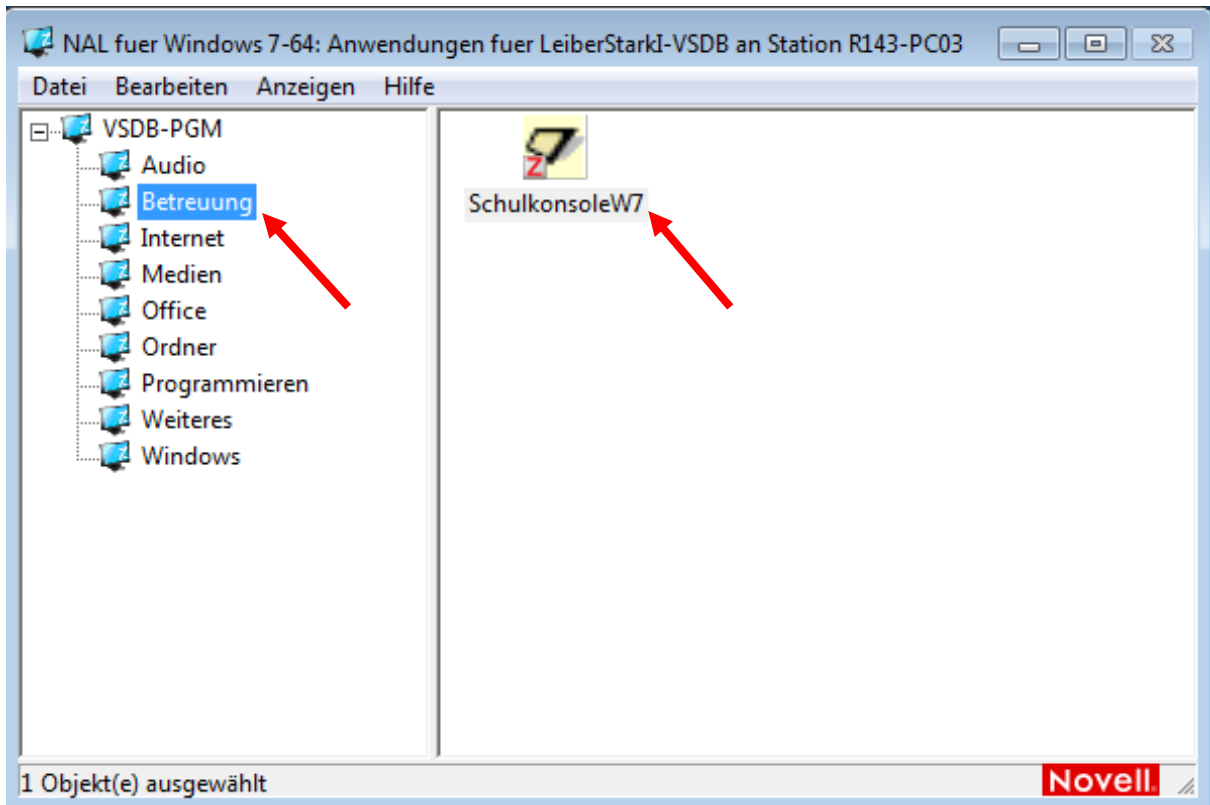 NAL fuer Windows 7-64: Anwendungen fuer LeiberStarkI-VSDB an Station R143-PC03
Datei Bearbeiten Anzeigen Hilfe
VSDB-PGM
Audio
Betreuung
Internet
Medien
Office
Ordner
Programmieren
Weiteres
Windows
Z
SchulkonsoleW7
1 Objekt(e) ausgewählt
Novell.